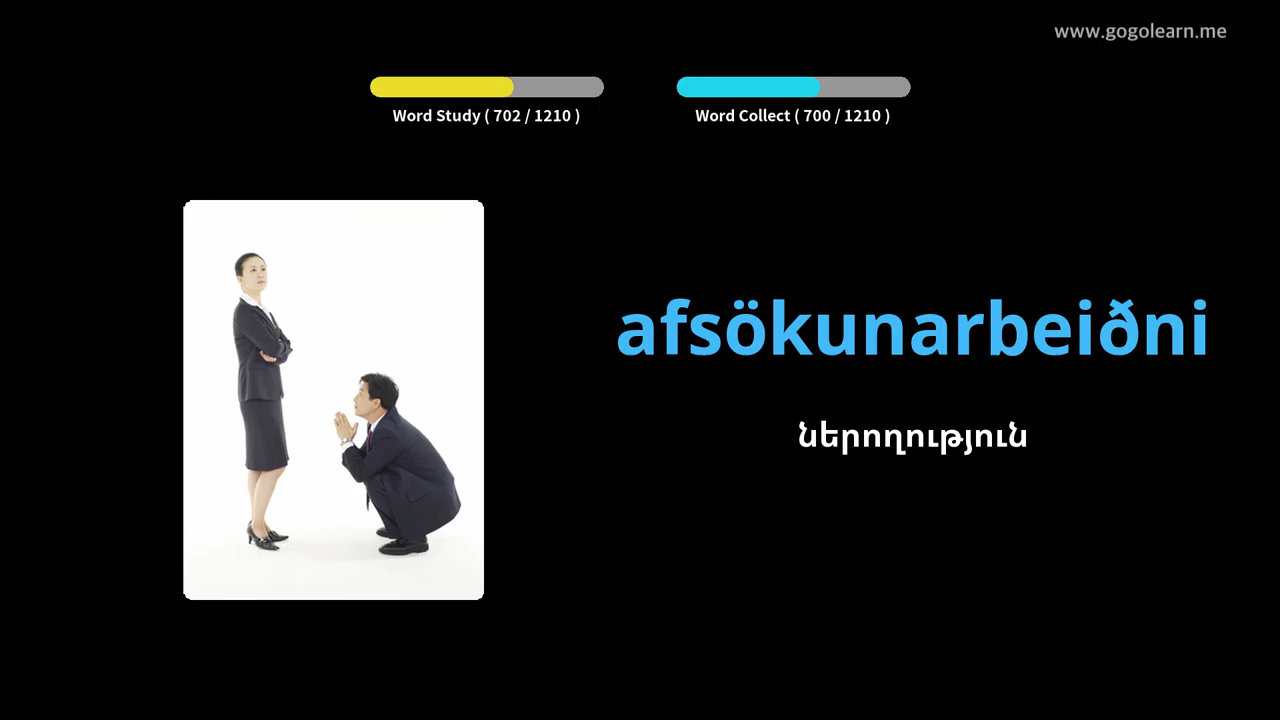 www.gogolearn.me
Word Study ( 702 / 1210 )
Word Collect ( 700 / 1210 )
afsökunarbeiðni
ներողություն